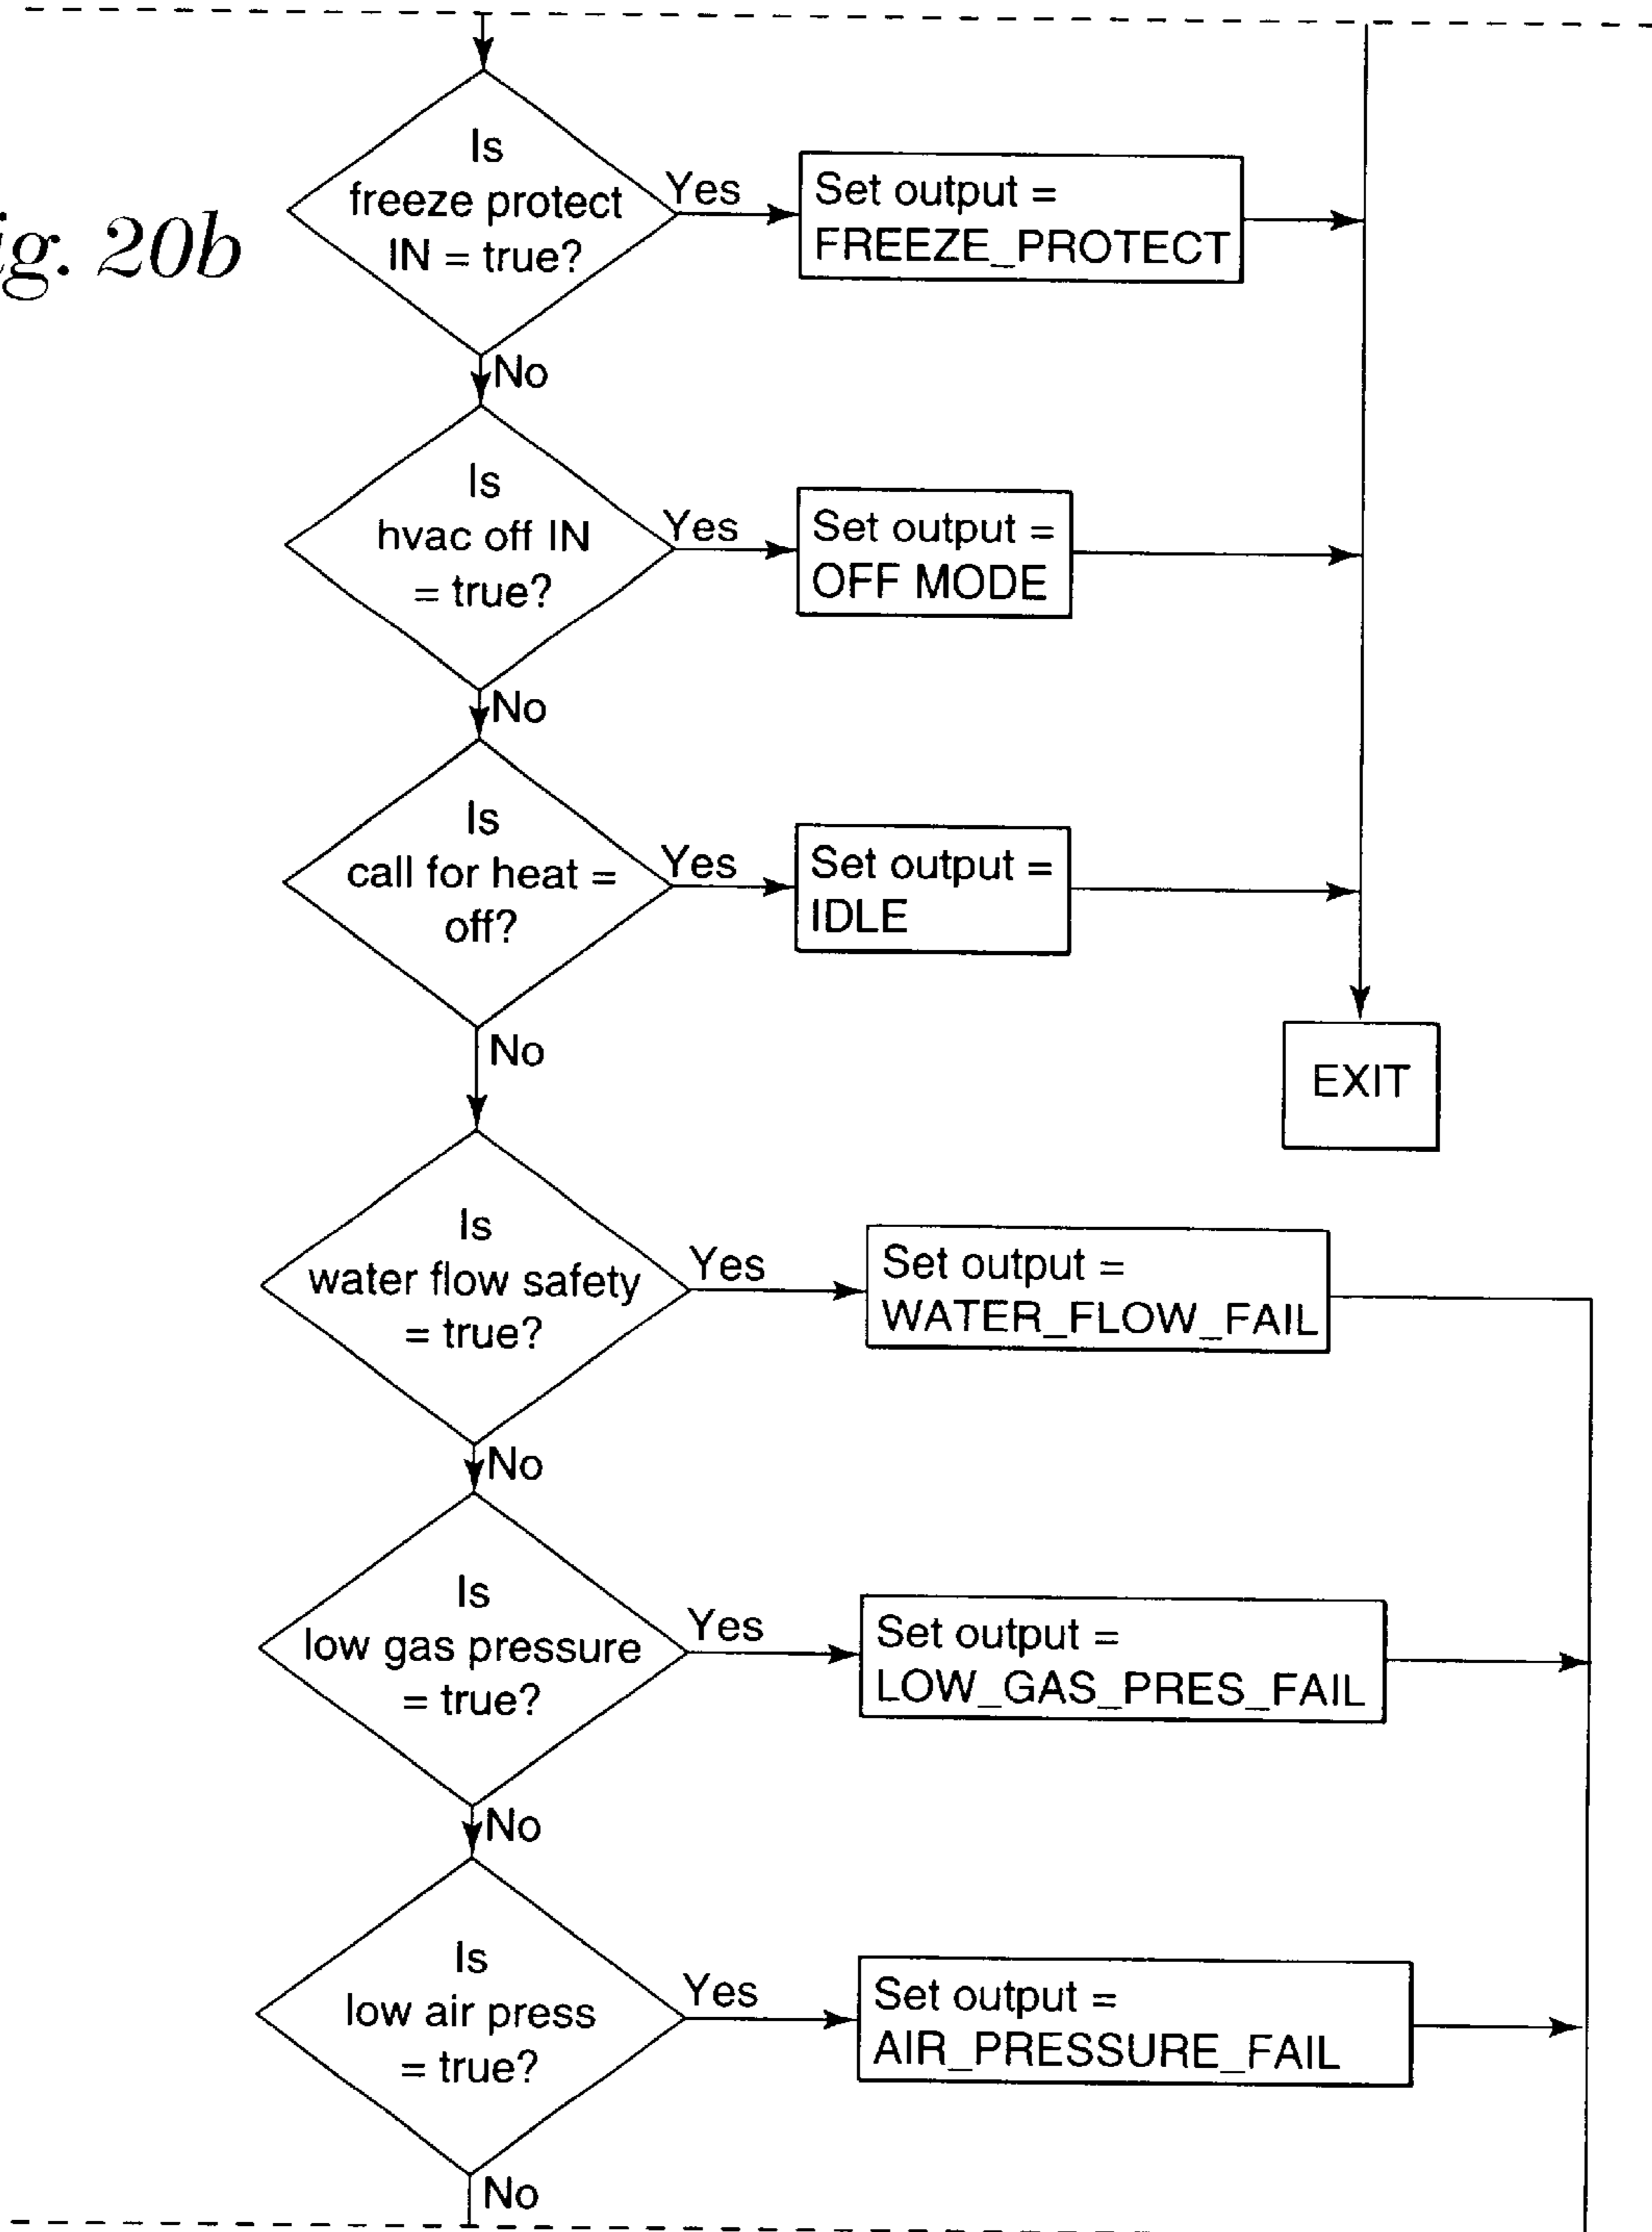 ig. 20b
Is
freeze protect
IN = true?
Yes
Set output =
FREEZE_PROTECT
No
Is
hvac off IN
= true?
Yes
Set output =
OFF MODE
No
Is
call for heat =
off?
Yes
Set output =
IDLE
No
EXIT
Is
water flow safety
= true?
Yes
Set output =
WATER_FLOW_FAIL
No
Is
low gas pressure
= true?
Yes
Set output =
LOW_GAS_PRES_FAIL
No
Is
low air press
= true?
Yes
Set output =
AIR_PRESSURE_FAIL
No